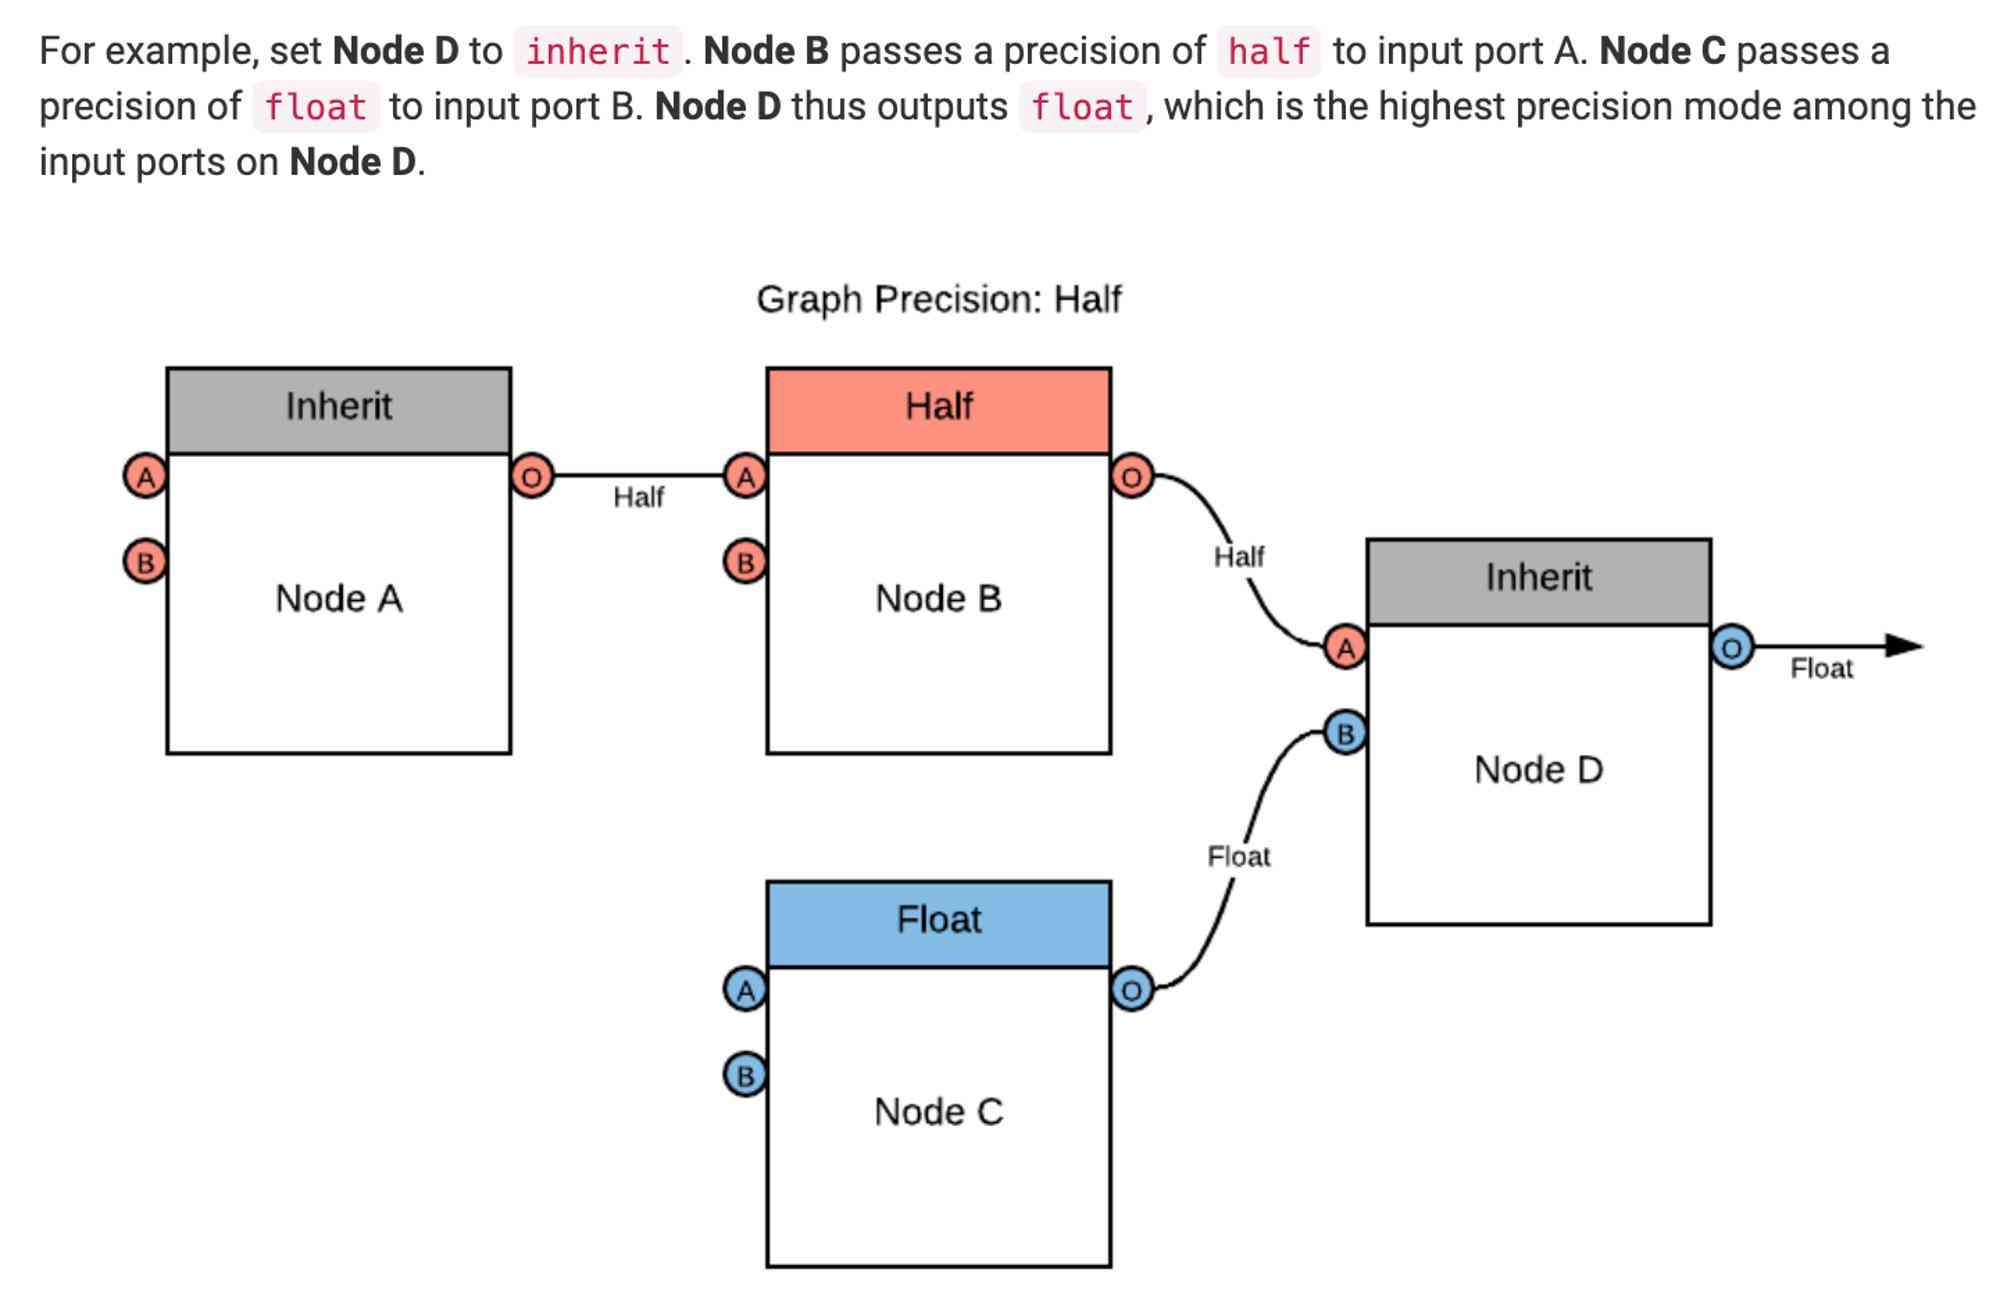 For example, set Node D to inherit. Node B passes a precision of half to input port A. Node C passes a
precision of float to input port B. Node D thus outputs float, which is the highest precision mode among the
input ports on Node D.
Graph Precision: Half
Inherit
A
B
O
Node A
Half
Half
A
B
O
Node B
Half
Inherit
A
B
O
Node D
Float
Float
Float
A
B
O
Node C